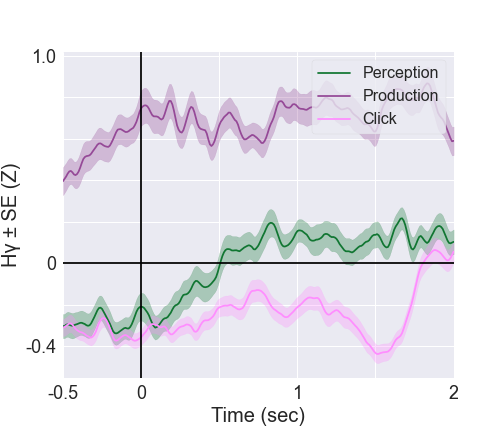 1.0
Perception
Production
Click
Hγ ± SE (Z)
0
-0.4
-0.5
0
1
2
Time (sec)